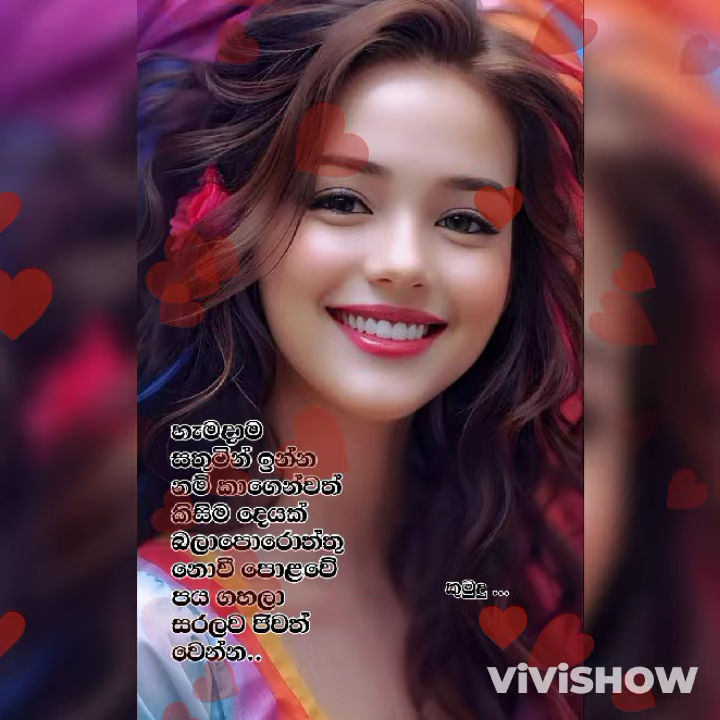 හැමදාම
සතුටින් ඉන්න
නම් කාගෙන්වත්
කිසිම දෙයක්
බලාපොරොත්තු
නොවී පොළවේ
පය ගහලා
සරලව ජිවත්
වෙන්න..
කුමුදු ...
ViViSHOW